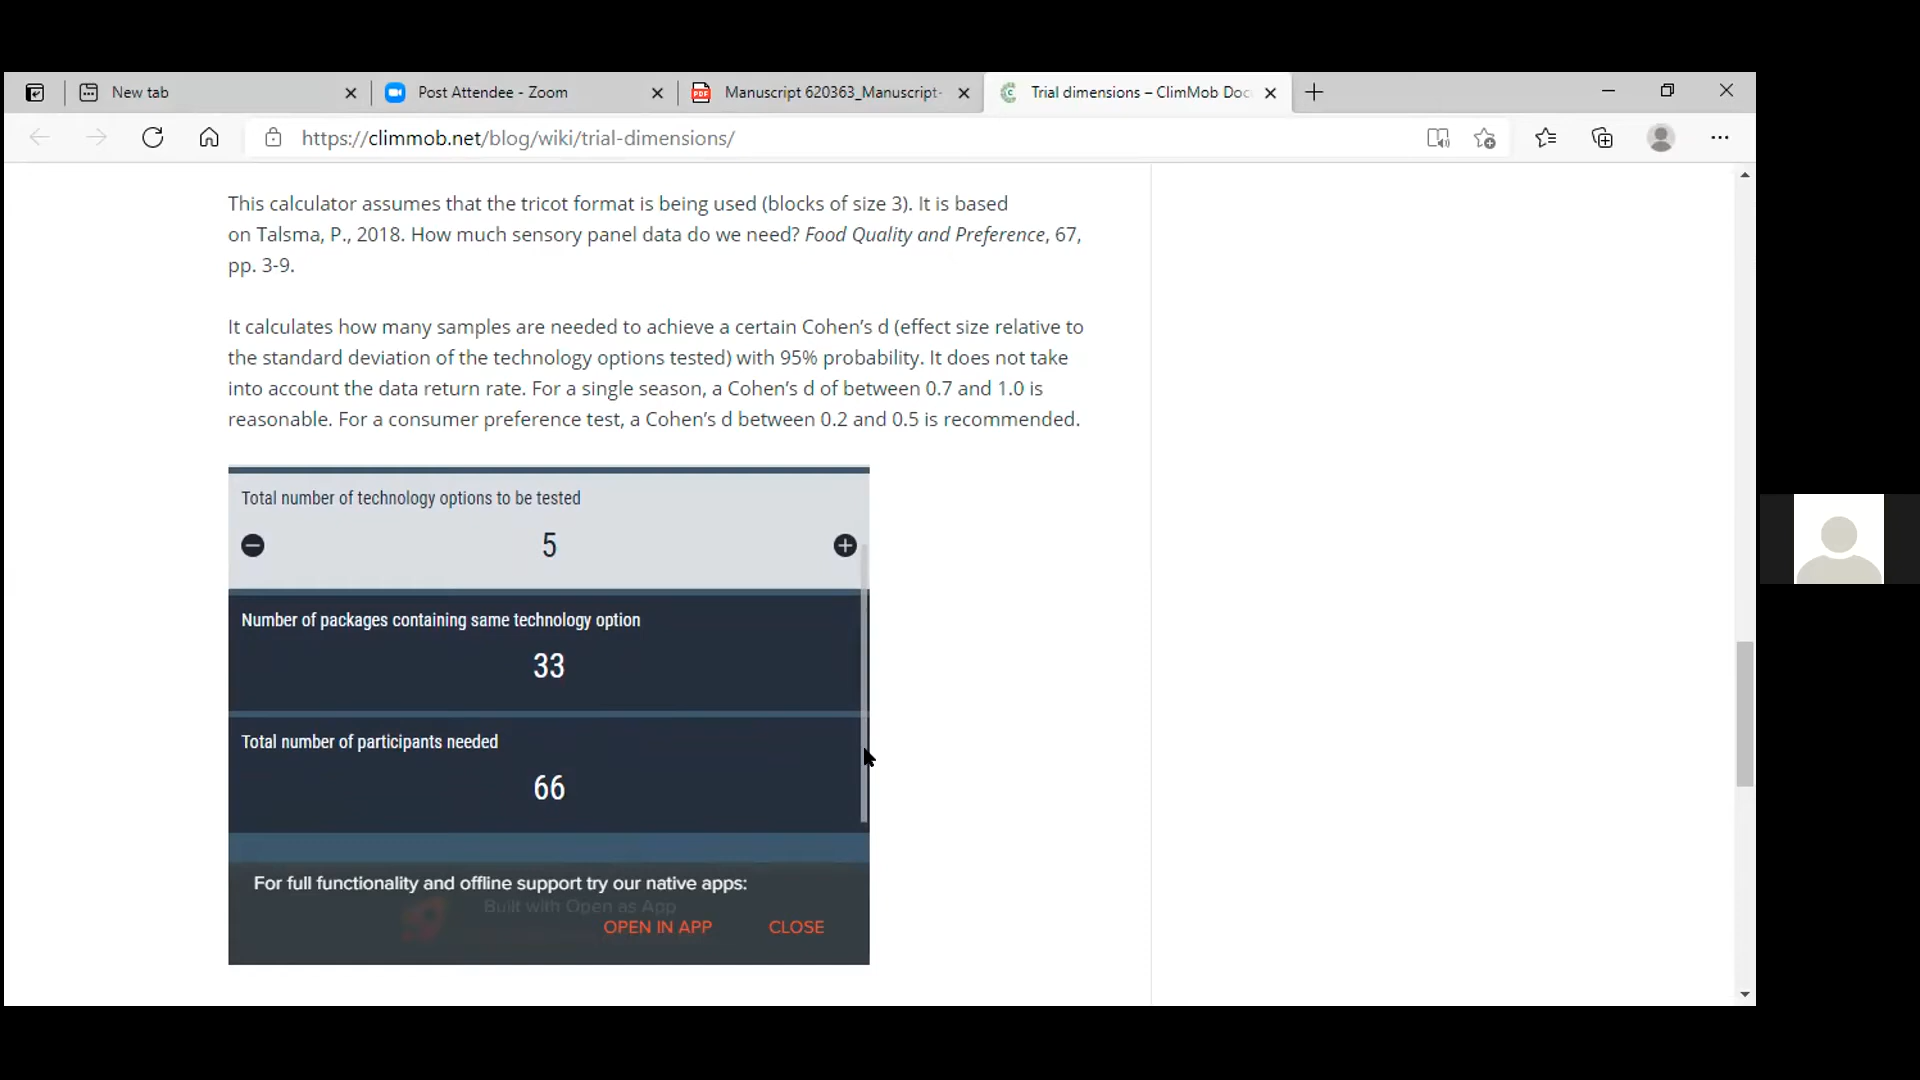 New tab
Post Attendee - Zoom
Manuscript 620363_Manuscript-
Trial dimensions – ClimMob Doc
https://climmob.net/blog/wiki/trial-dimensions/
This calculator assumes that the tricot format is being used (blocks of size 3). It is based
on Talsma, P., 2018. How much sensory panel data do we need? Food Quality and Preference, 67,
pp. 3-9.
It calculates how many samples are needed to achieve a certain Cohen’s d (effect size relative to
the standard deviation of the technology options tested) with 95% probability. It does not take
into account the data return rate. For a single season, a Cohen’s d of between 0.7 and 1.0 is
reasonable. For a consumer preference test, a Cohen’s d between 0.2 and 0.5 is recommended.
Total number of technology options to be tested
5
Number of packages containing same technology option
33
Total number of participants needed
66
For full functionality and offline support try our native apps:
Built with Open as App
OPEN IN APP CLOSE